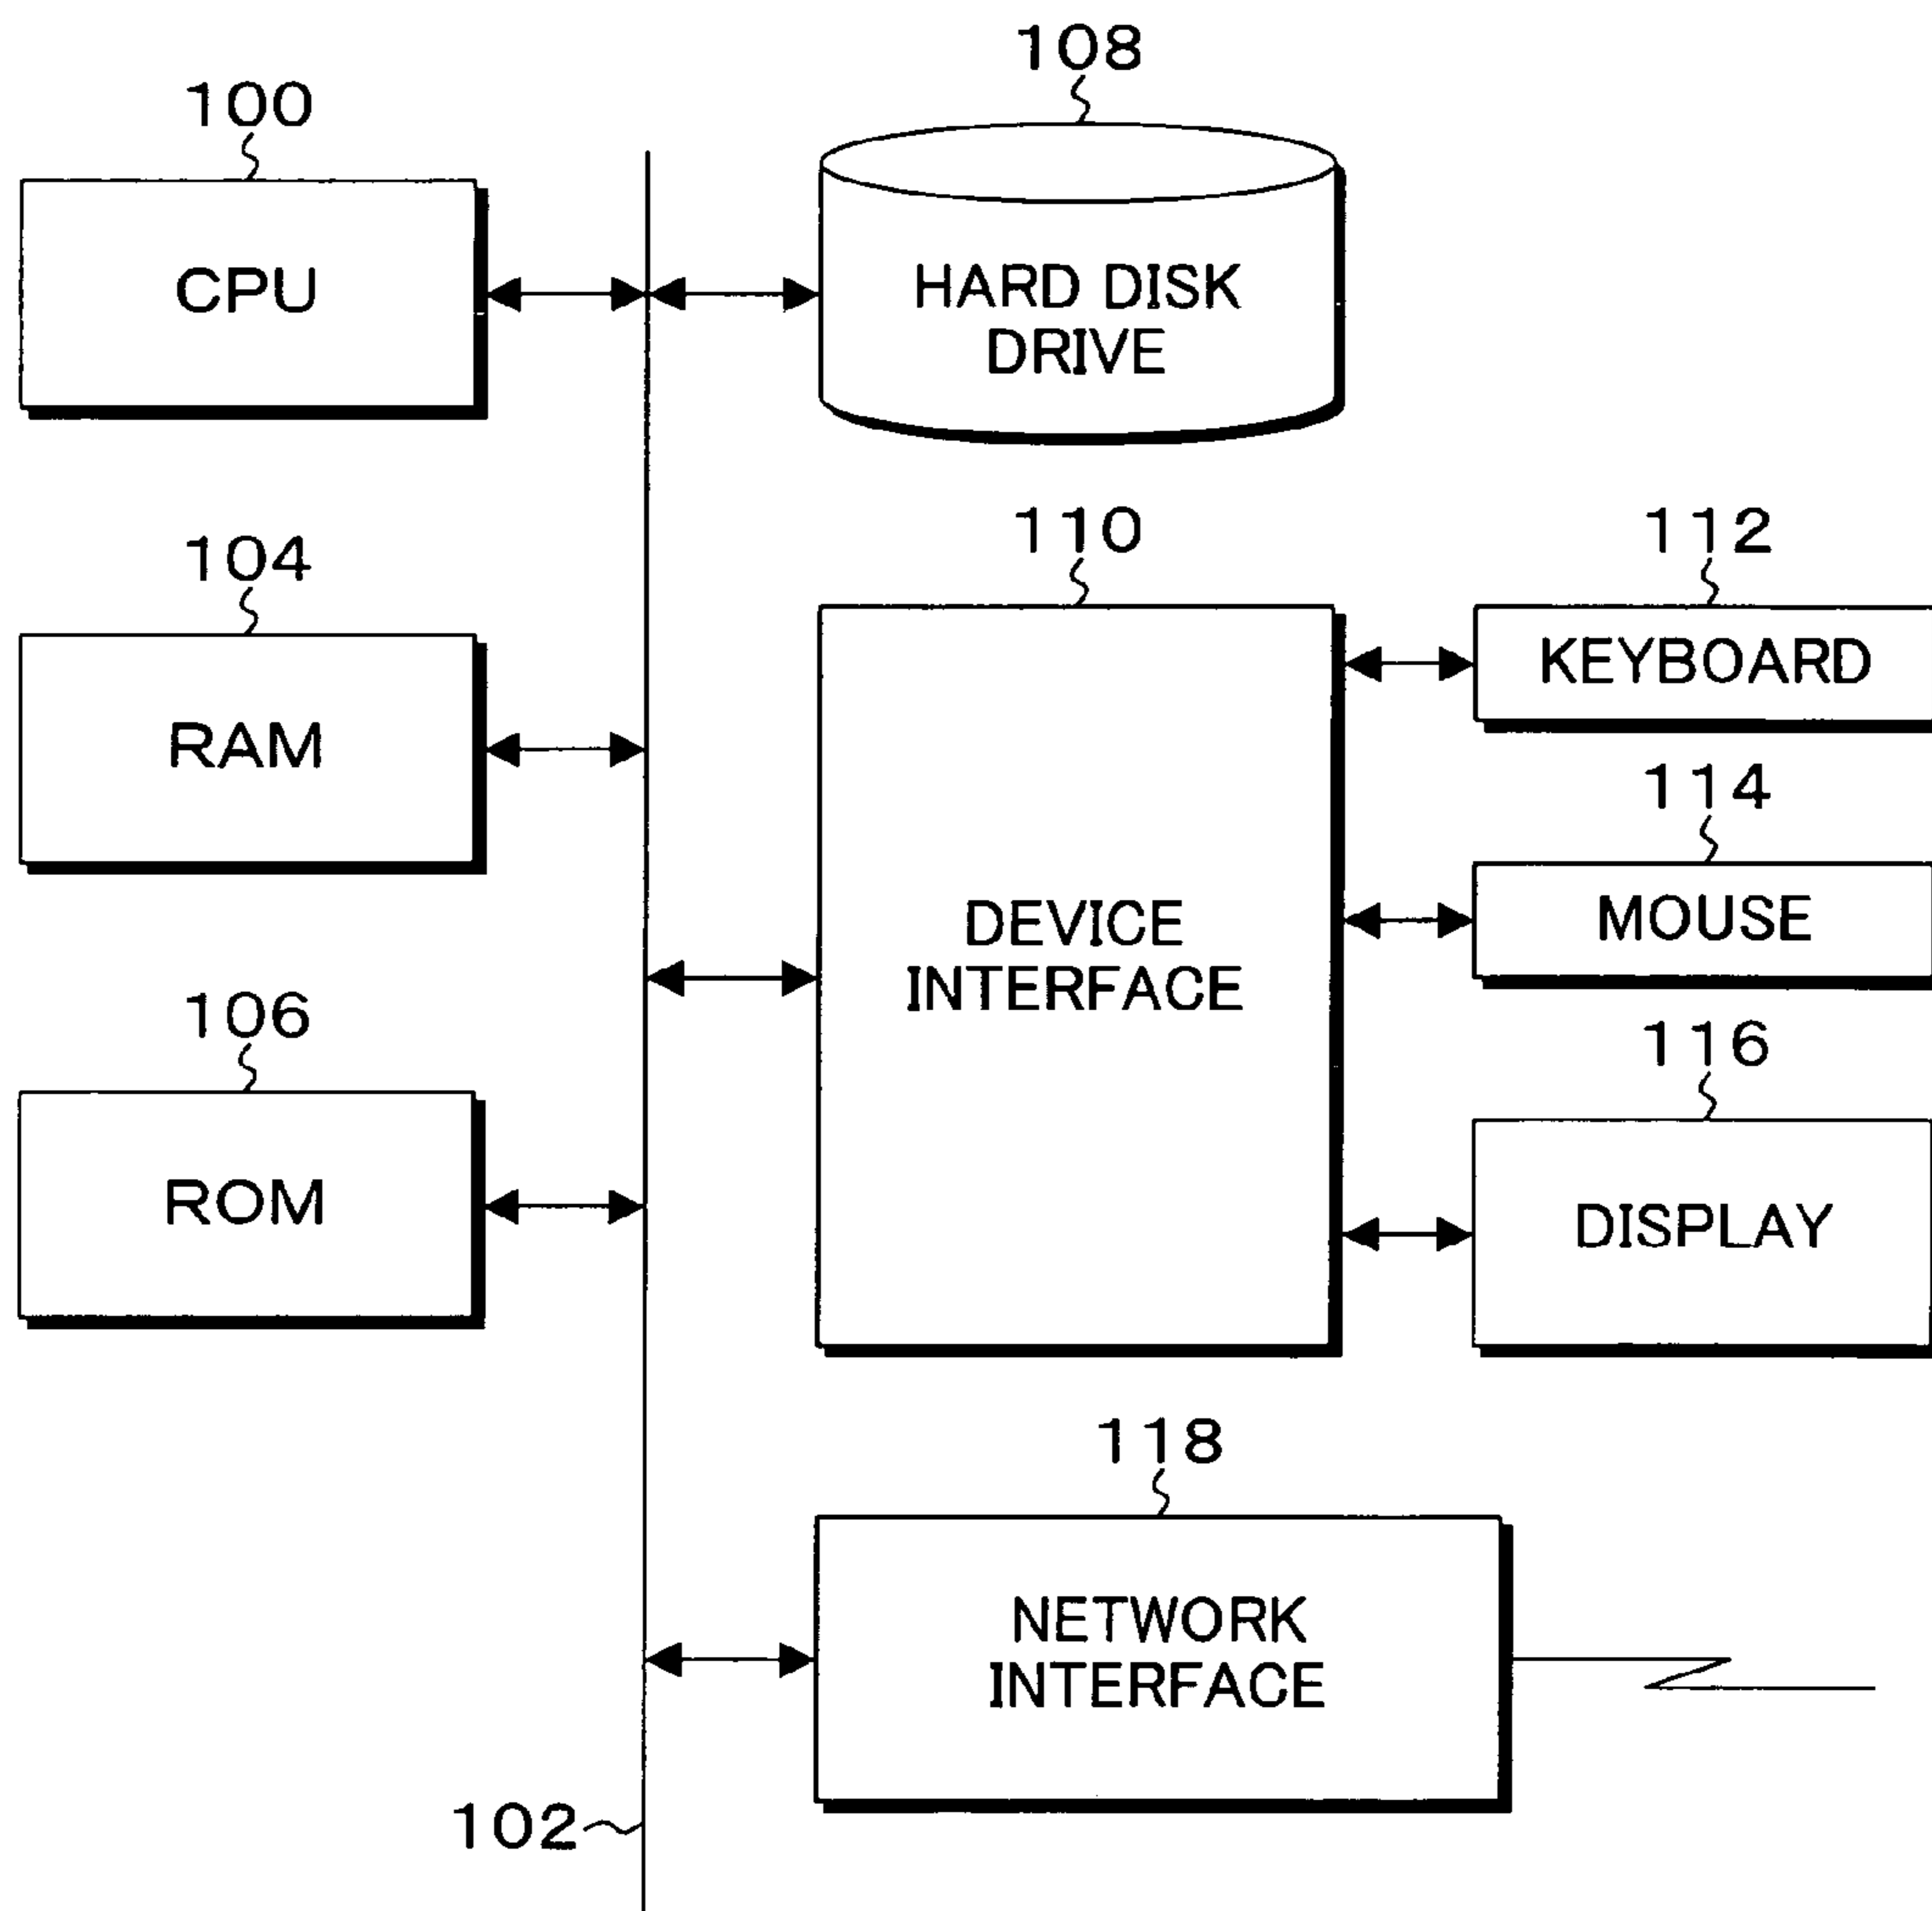 108
100
CPU
HARD DISK
DRIVE
110
112
104
KEYBOARD
RAM
114
DEVICE
INTERFACE
MOUSE
106
116
ROM
DISPLAY
118
NETWORK
INTERFACE
102